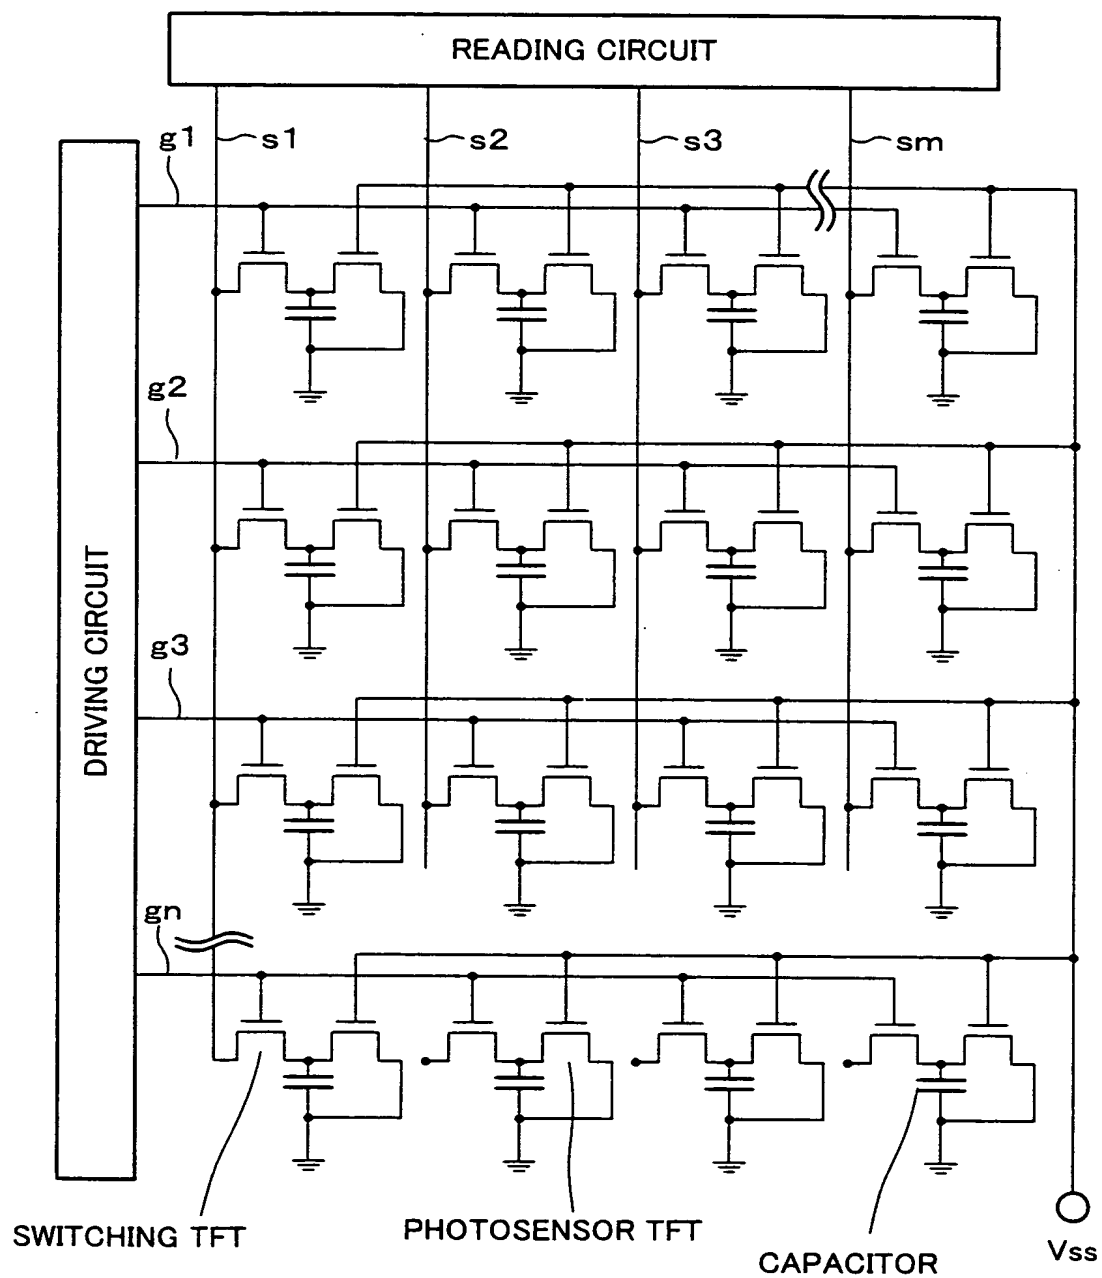 READING CIRCUIT
g1
s1
s2
s3
sm
g2
DRIVING CIRCUIT
g3
gn
SWITCHING TFT
PHOTOSENSOR TFT
CAPACITOR
Vss